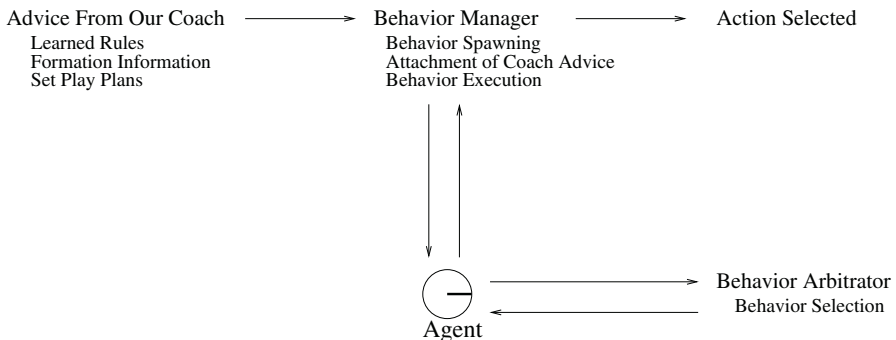 Advice From Our Coach
Learned Rules
Formation Information
Set Play Plans
Behavior Manager
Behavior Spawning
Attachment of Coach Advice
Behavior Execution
Action Selected
Agent
Behavior Arbitrator
Behavior Selection